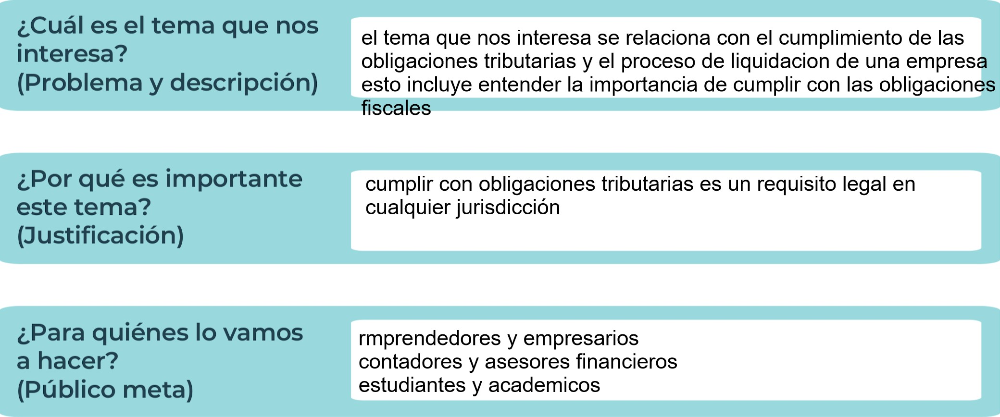 ¿Cuál es el tema que nos
interesa?
(Problema y descripción)
el tema que nos interesa se relaciona con el cumplimiento de las
obligaciones tributarias y el proceso de liquidacion de una empresa
esto incluye entender la importancia de cumplir con las obligaciones
fiscales
¿Por qué es importante
este tema?
(Justificación)
cumplir con obligaciones tributarias es un requisito legal en
cualquier jurisdicción
¿Para quiénes lo vamos
a hacer?
(Público meta)
rmprendedores y empresarios
contadores y asesores financieros
estudiantes y academicos